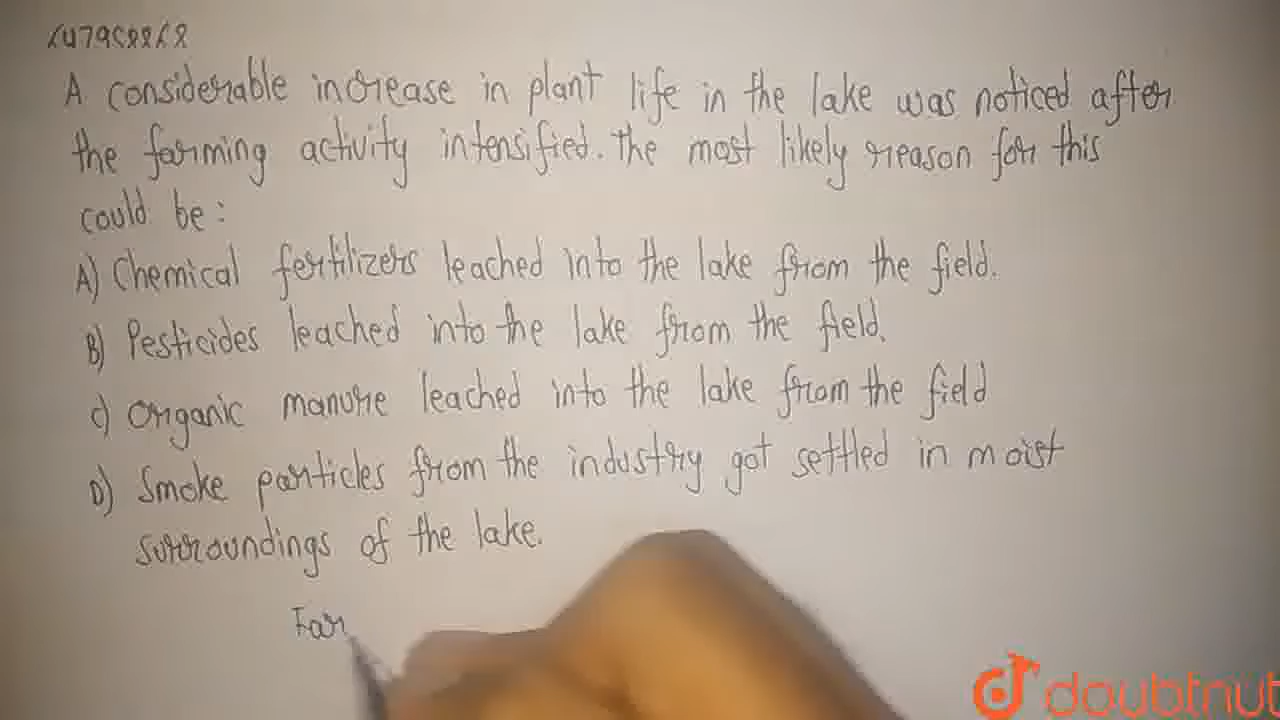 A considerable increase in plant life in the lake was noticed after
the farming activity intensified. The most likely reason for this
could be :
A) Chemical fertilizers leached into the lake from the field.
B) Pesticides leached into the lake from the field.
c) organic manure leached into the lake from the field
D) Smoke particles from the industry got settled in moist
surroundings of the lake.
Far
doubtnut